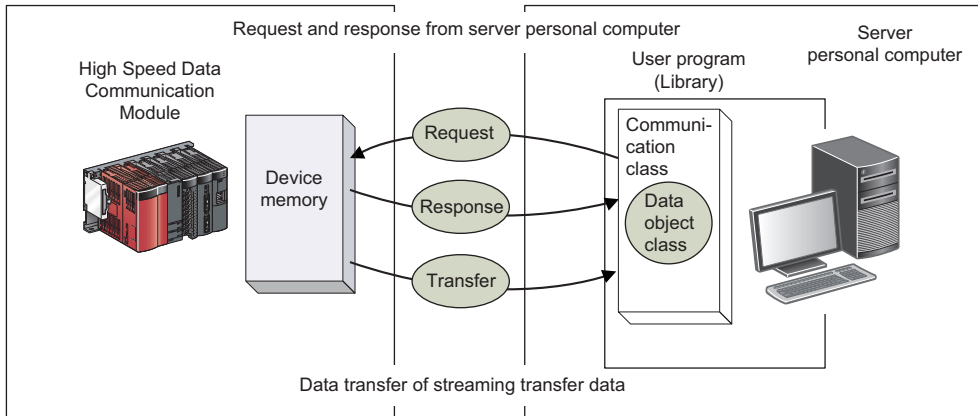 Request and response from server personal computer
Server
personal computer
User program
(Library)
High Speed Data
Communication
Module
Device
memory
Request
Response
Transfer
Communi-
cation
class
Data
object
class
Data transfer of streaming transfer data